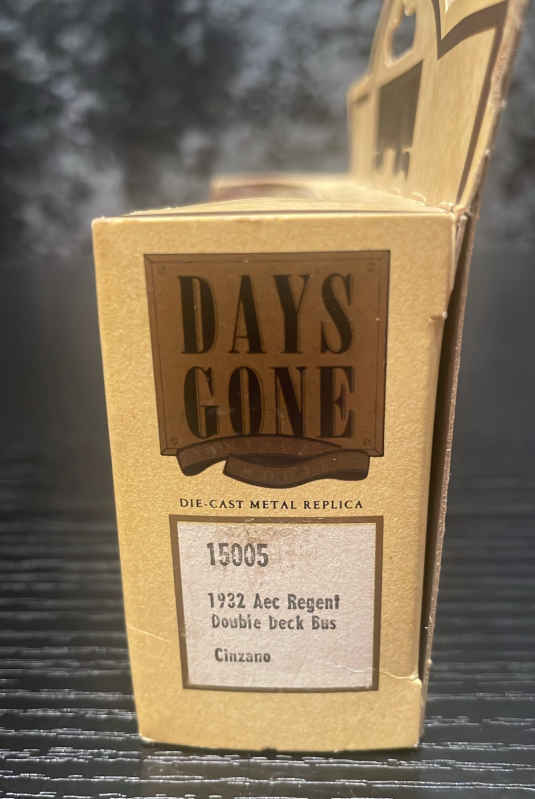 DAYS
GONE
DIE-CAST METAL REPLICA
15005
1932 Aec Regent
Double Deck Bus
Cinzano